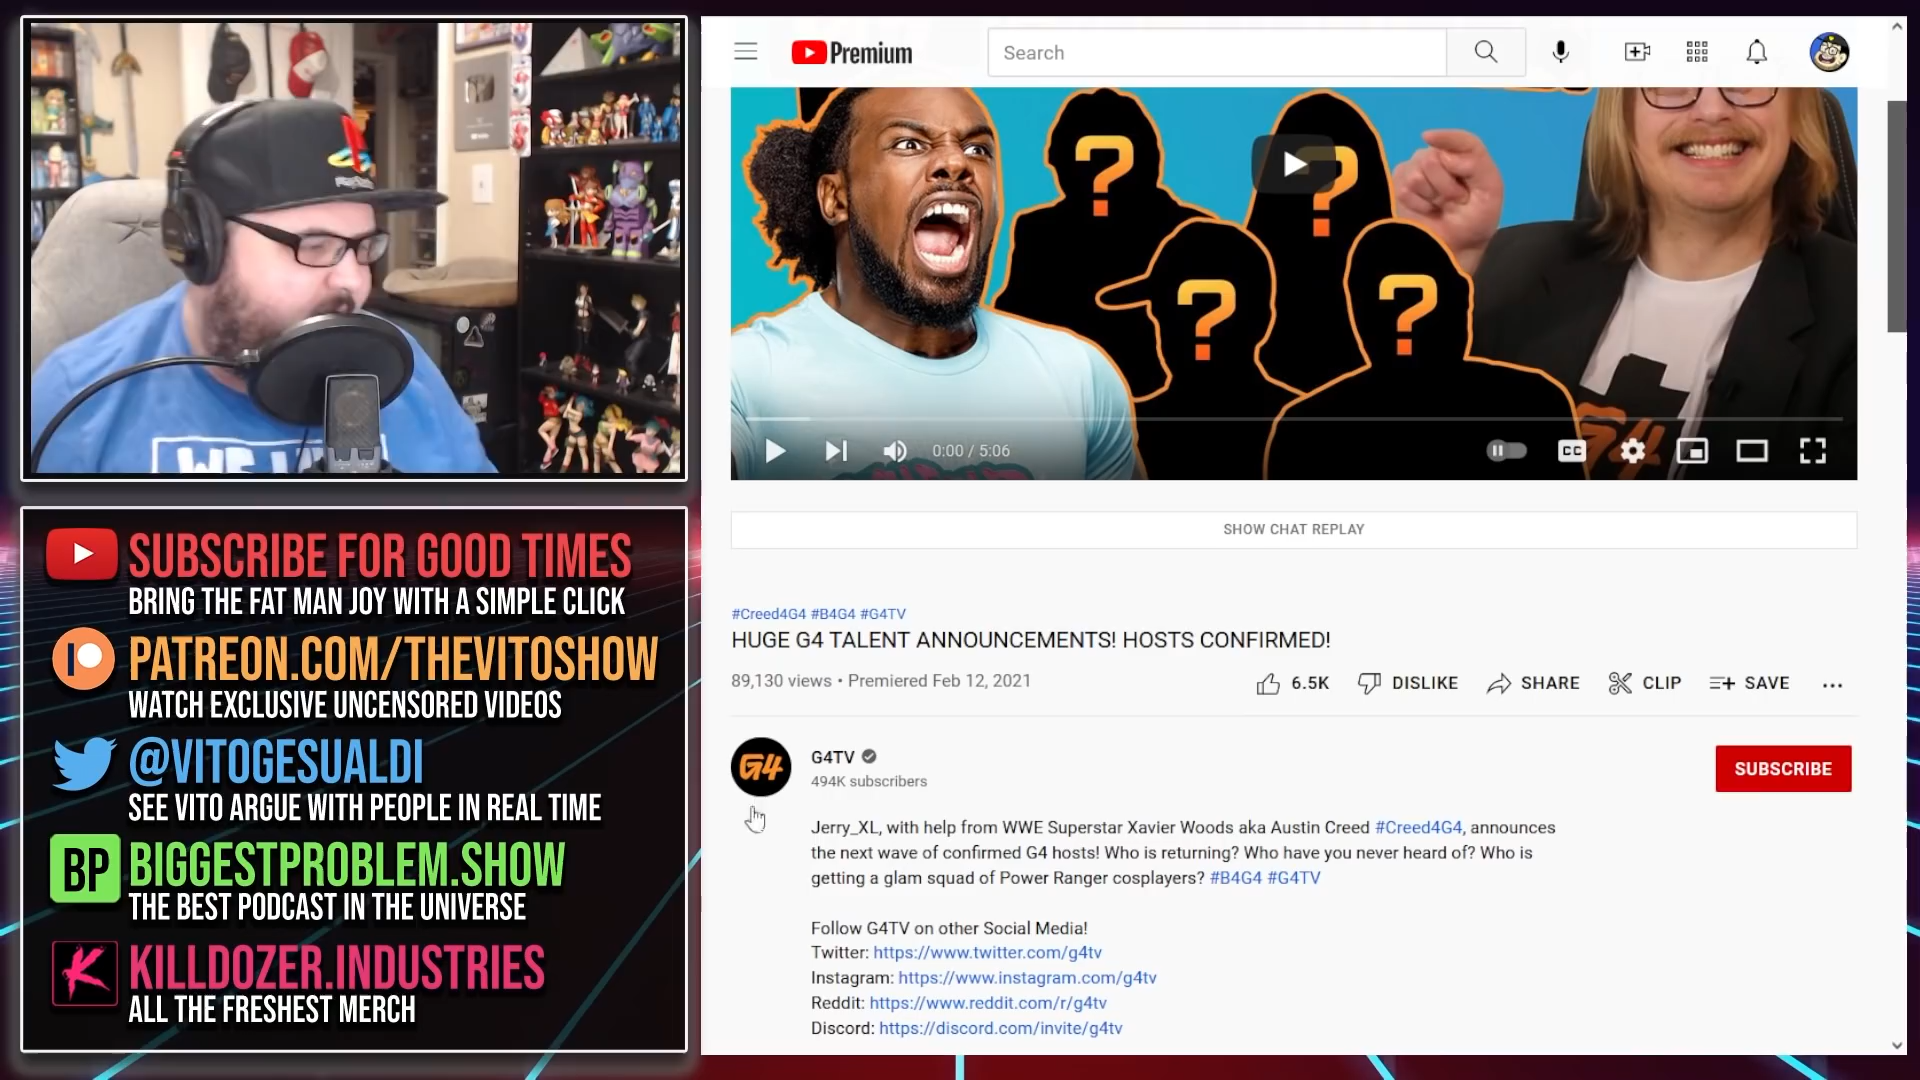 SUBSCRIBE FOR GOOD TIMES
BRING THE FAT MAN JOY WITH A SIMPLE CLICK
PATREON.COM/THEVITOSHOW
WATCH EXCLUSIVE UNCENSORED VIDEOS
@VITOGESUALDI
SEE VITO ARGUE WITH PEOPLE IN REAL TIME
BP
BIGGESTPROBLEM.SHOW
THE BEST PODCAST IN THE UNIVERSE
K
KILLDOZER.INDUSTRIES
ALL THE FRESHEST MERCH
Premium
Search
? ?
? ?
G4
0:00 / 5:06
CC
SHOW CHAT REPLAY
#Creed4G4 #B4G4 #G4TV
HUGE G4 TALENT ANNOUNCEMENTS! HOSTS CONFIRMED!
89,130 views • Premiered Feb 12, 2021
6.5K DISLIKE SHARE CLIP SAVE ...
G4
G4TV
494K subscribers
SUBSCRIBE
Jerry_XL, with help from WWE Superstar Xavier Woods aka Austin Creed #Creed4G4, announces
the next wave of confirmed G4 hosts! Who is returning? Who have you never heard of? Who is
getting a glam squad of Power Ranger cosplayers? #B4G4 #G4TV
Follow G4TV on other Social Media!
Twitter: https://www.twitter.com/g4tv
Instagram: https://www.instagram.com/g4tv
Reddit: https://www.reddit.com/r/g4tv
Discord: https://discord.com/invite/g4tv